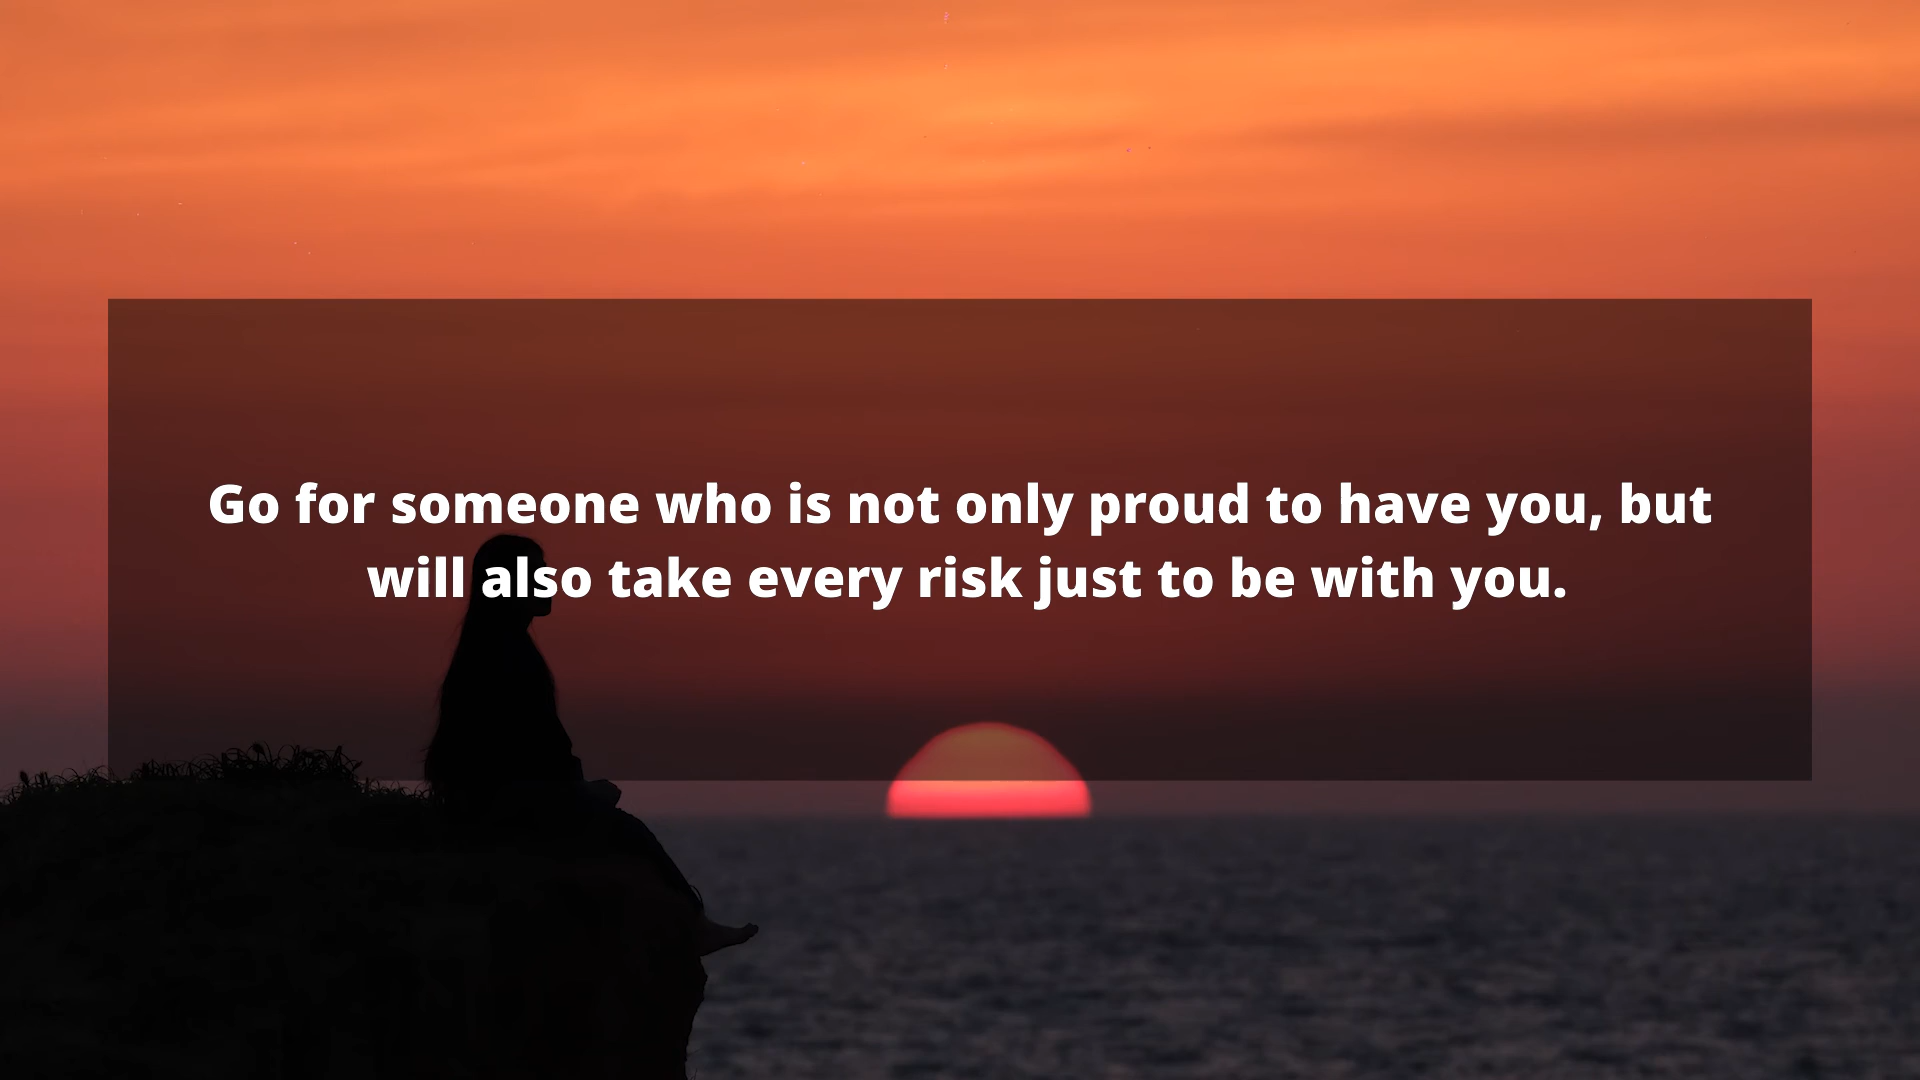 Go for someone who is not only proud to have you, but
will also take every risk just to be with you.